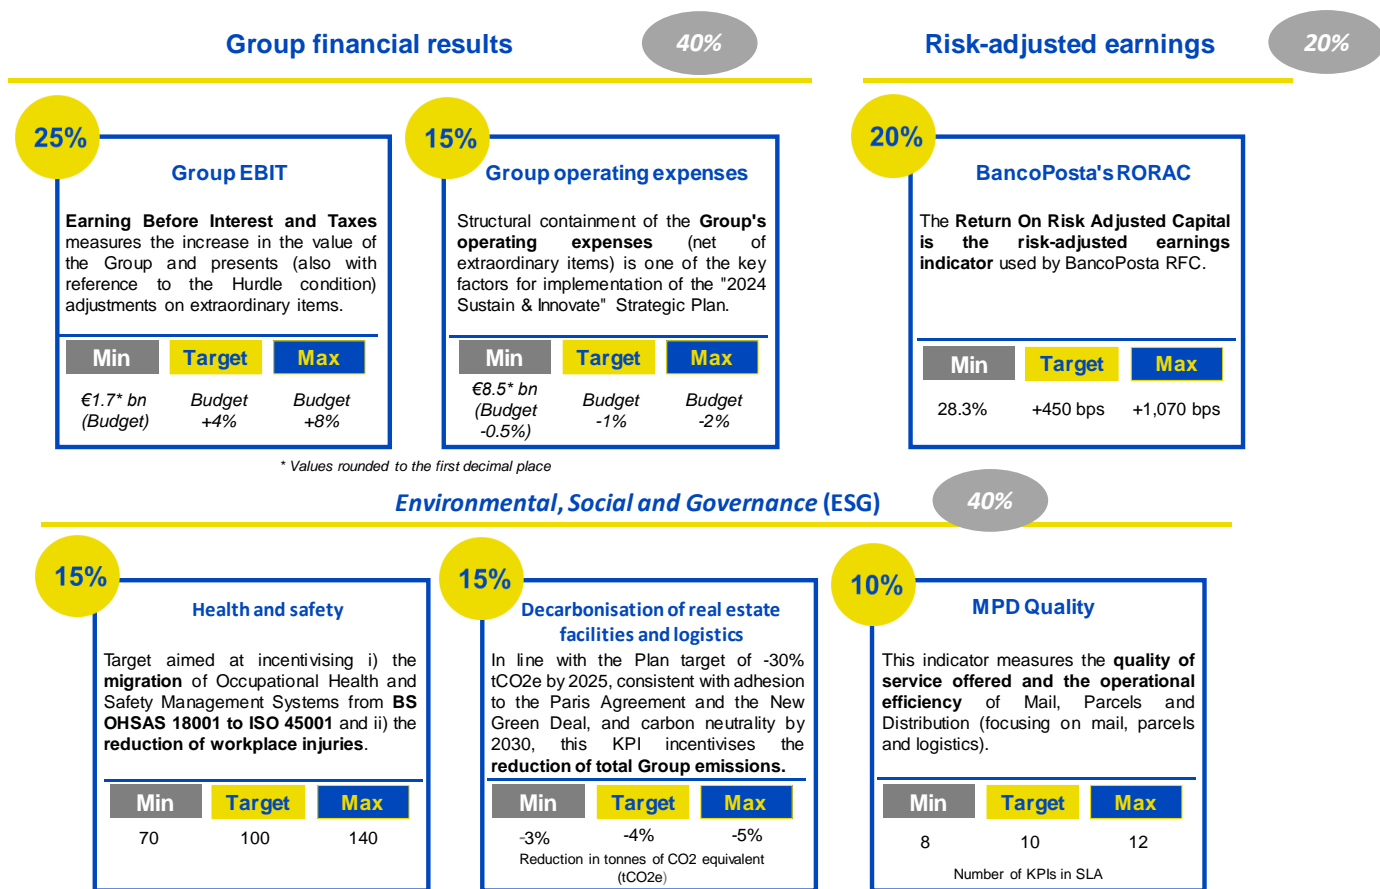 Group financial results
40%
Risk-adjusted earnings
20%
25%
Group EBIT
Earning Before Interest and Taxes
measures the increase in the value of
the Group and presents (also with
reference to the Hurdle condition)
adjustments on extraordinary items.
Min Target Max
€1.7* bn
(Budget)
Budget
+4%
Budget
+8%
15%
Group operating expenses
Structural containment of the Group's
operating expenses (net of
extraordinary items) is one of the key
factors for implementation of the "2024
Sustain & Innovate" Strategic Plan.
Min Target Max
€8.5* bn
(Budget
-0.5%)
Budget
-1%
Budget
-2%
20%
BancoPosta's RORAC
The Return On Risk Adjusted Capital
is the risk-adjusted earnings
indicator used by BancoPosta RFC.
Min Target Max
28.3% +450 bps +1,070 bps
* Values rounded to the first decimal place
Environmental, Social and Governance (ESG)
40%
15%
Health and safety
Target aimed at incentivising i) the
migration of Occupational Health and
Safety Management Systems from BS
OHSAS 18001 to ISO 45001 and ii) the
reduction of workplace injuries.
Min Target Max
70 100 140
15%
Decarbonisation of real estate
facilities and logistics
In line with the Plan target of -30%
tCO2e by 2025, consistent with adhesion
to the Paris Agreement and the New
Green Deal, and carbon neutrality by
2030, this KPI incentivises the
reduction of total Group emissions.
Min Target Max
-3% -4% -5%
Reduction in tonnes of CO2 equivalent
(tCO2e)
10%
MPD Quality
This indicator measures the quality of
service offered and the operational
efficiency of Mail, Parcels and
Distribution (focusing on mail, parcels
and logistics).
Min Target Max
8 10 12
Number of KPIs in SLA